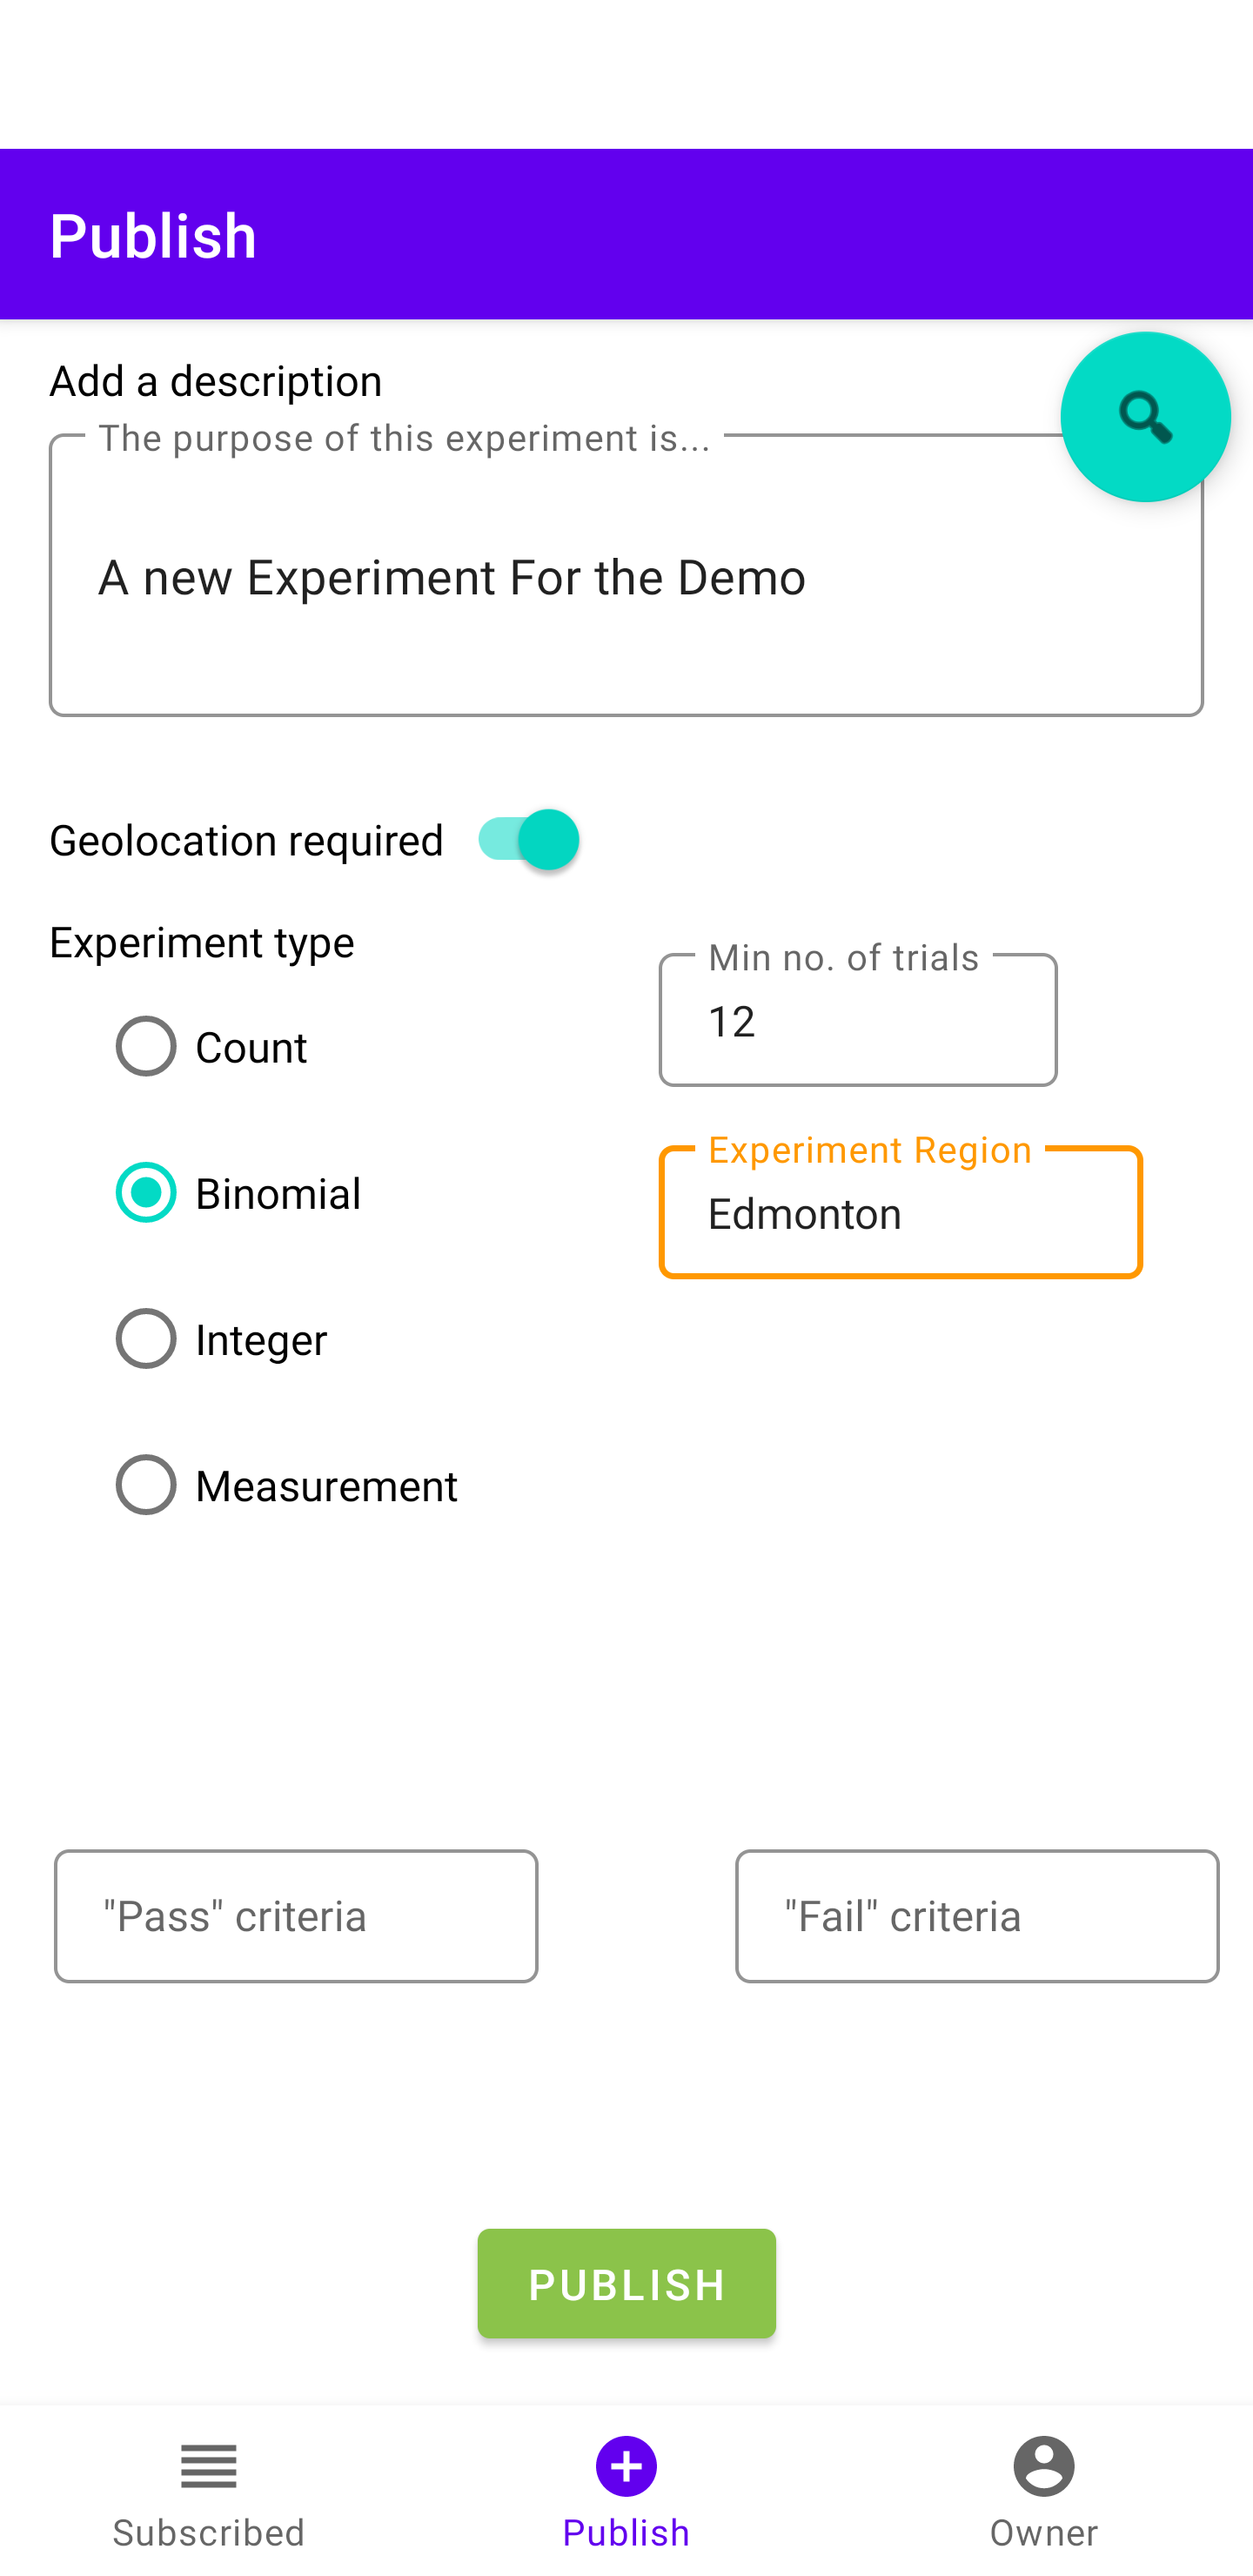 Publish
Add a description
The purpose of this experiment is...
A new Experiment For the Demo
Geolocation required
Experiment type
Min no. of trials
12
Count
Experiment Region
Edmonton
Binomial
Integer
Measurement
"Pass" criteria
"Fail" criteria
PUBLISH
Subscribed
Publish
Owner